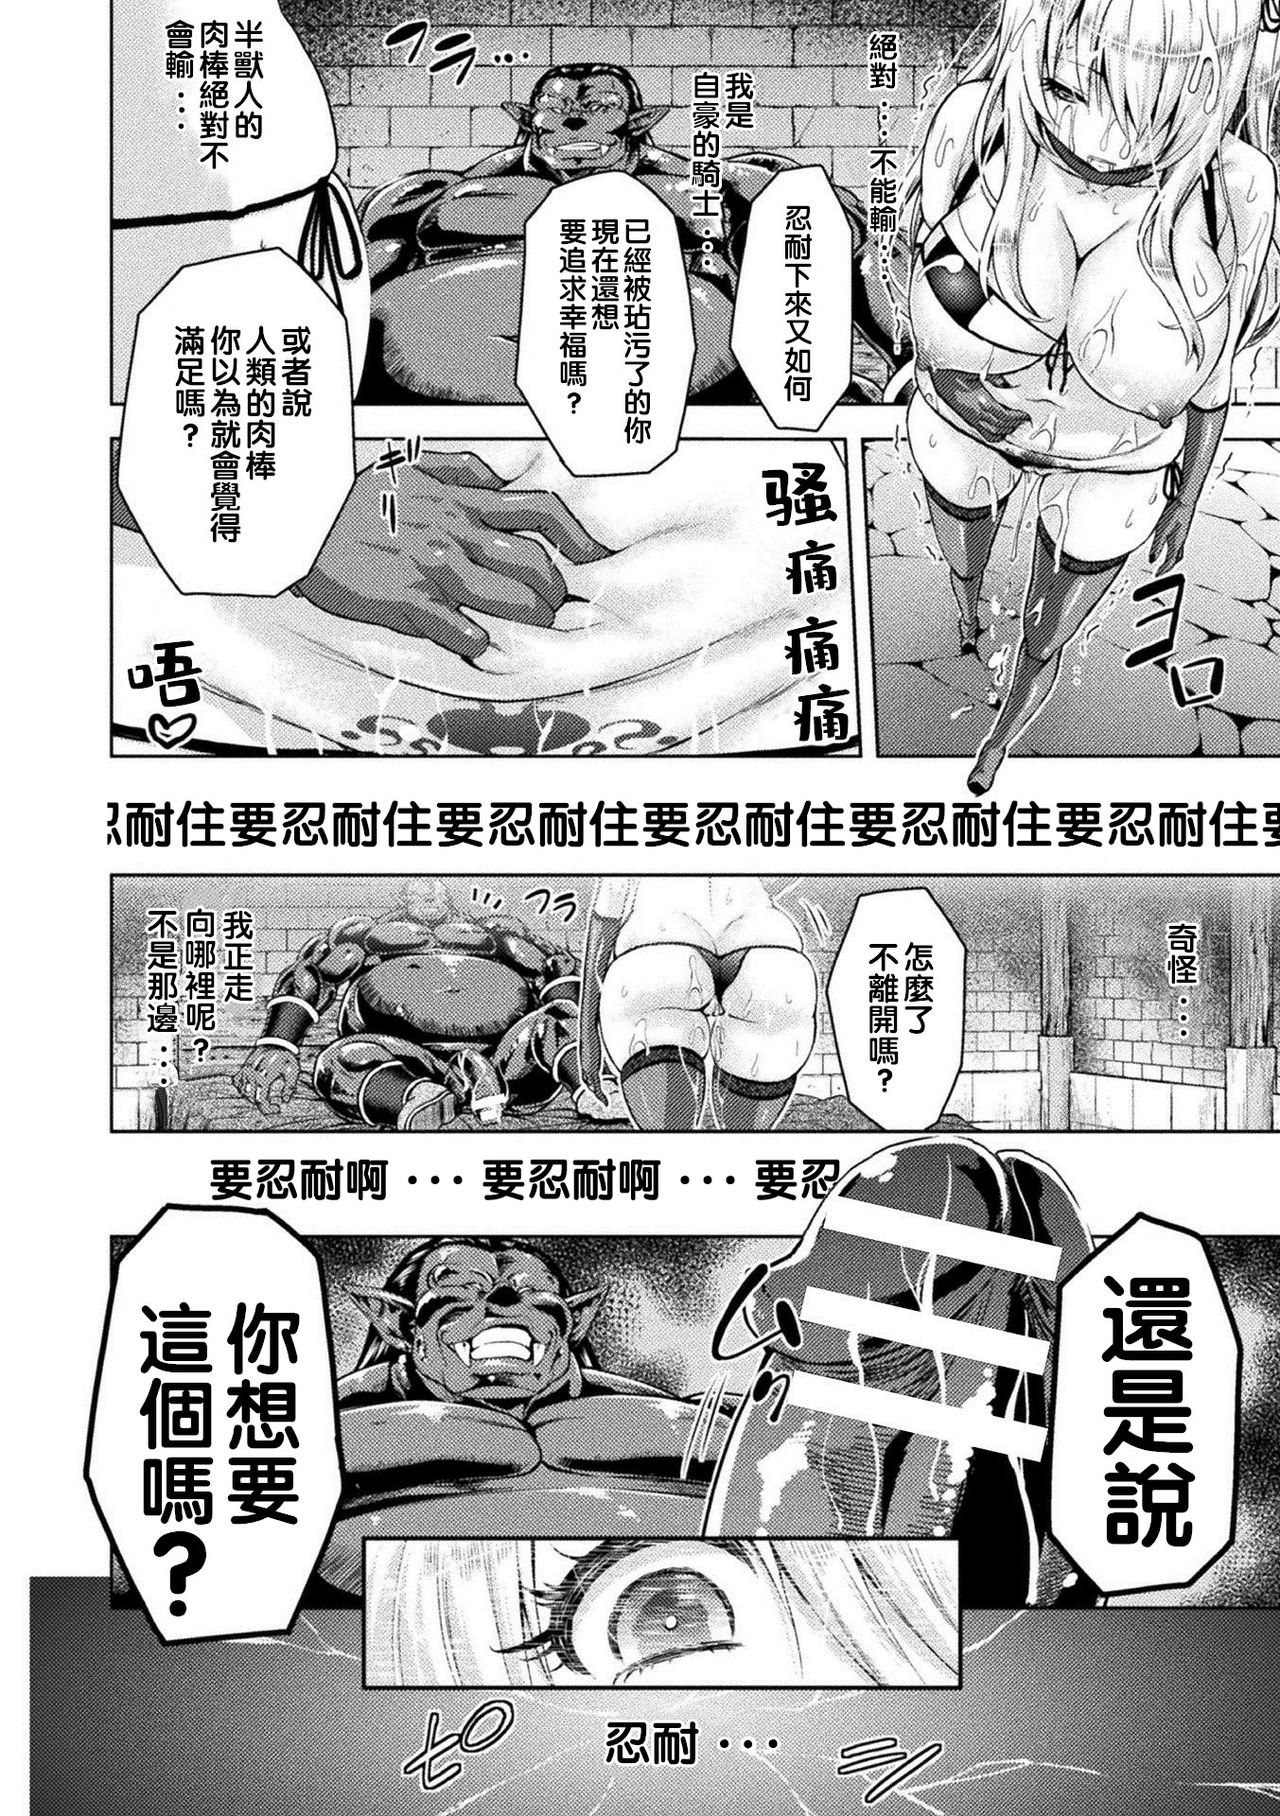 絕對・・・不能輸・・・
我是
自豪的騎士・・・
半獸人的
肉棒絕對不
會輸・・・
忍耐下來又如何
已經被玷污了的你
現在還想
要追求幸福嗎？
或者說
人類的肉棒
你以為就會覺得
滿足嗎？
騷痛痛痛
唔♡
ヨロ
忍耐住要忍耐住要忍耐住要忍耐住要忍耐住要忍耐住要
奇怪・・・
怎麼了
不離開嗎？
我正走
向哪裡呢？
不是那邊・・・
要忍耐啊・・・要忍耐啊・・・要忍
還是說
你想要
這個嗎？
忍耐・・・
ピク